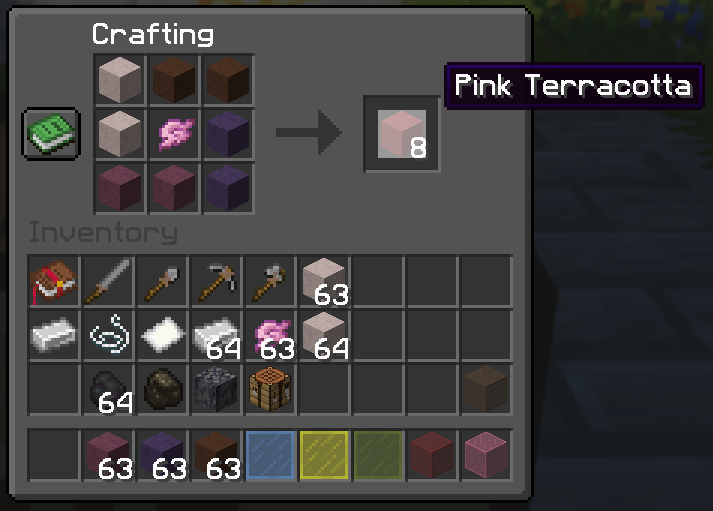 Crafting
Pink Terracotta
8
Inventory
63
64 63 64
64
63 63 63